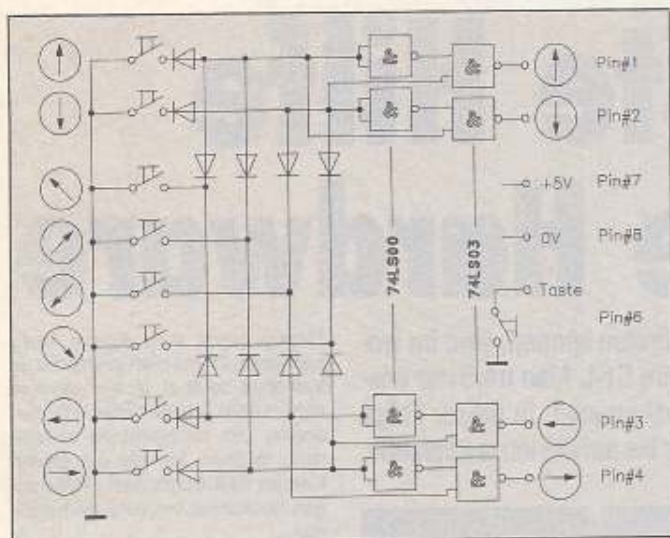 & & Pin#1
& & Pin#2
+5V Pin#7
0V Pin#8
Taste
Pin#6
74LS00
74LS03
& & Pin#3
& & Pin#4